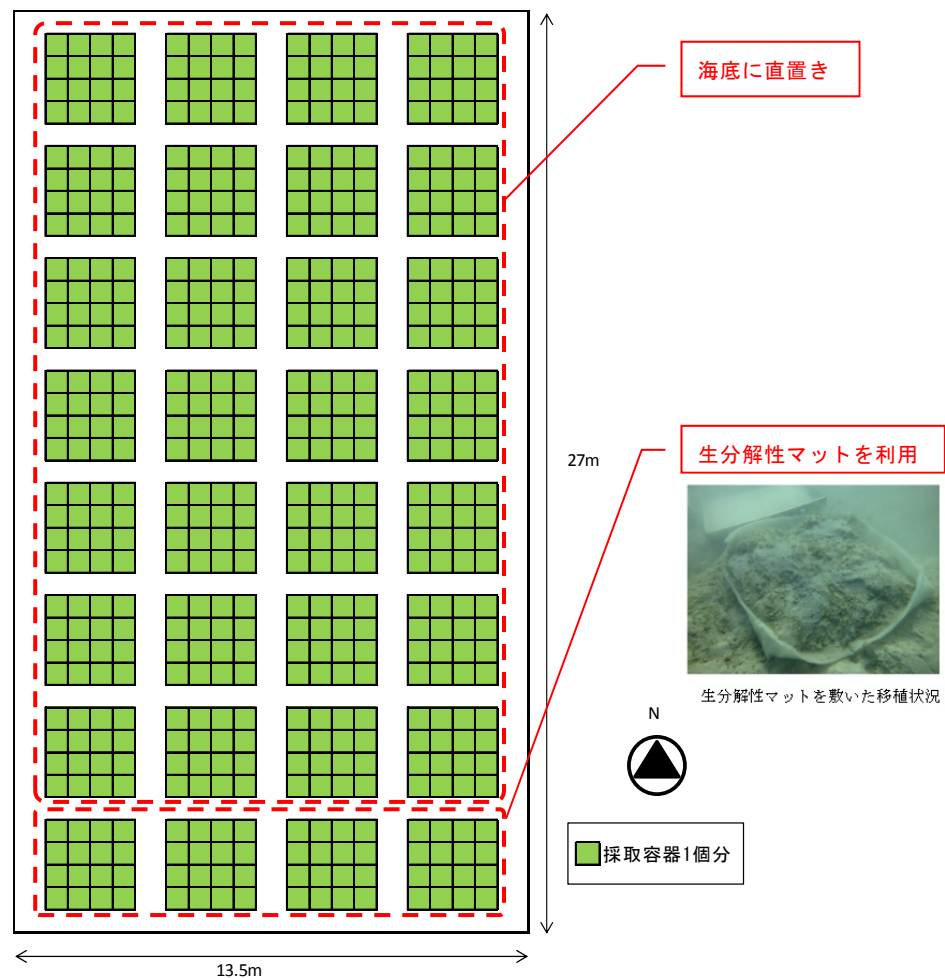 海底に直置き
27m
生分解性マットを利用
生分解性マットを敷いた移植状況
N
採取容器1個分
13.5m